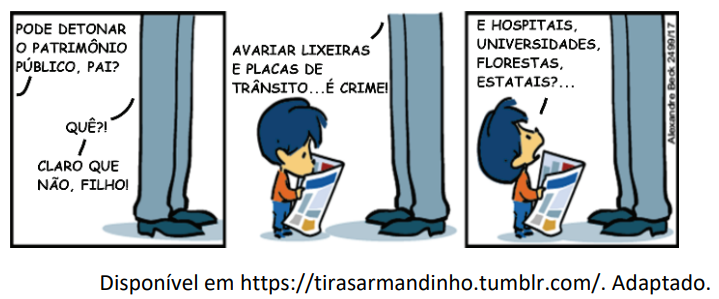 PODE DETONAR
O PATRIMÔNIO
PÚBLICO, PAI?
QUÊ?!
CLARO QUE
NÃO, FILHO!
AVARIAR LIXEIRAS
E PLACAS DE
TRÂNSITO...É CRIME!
E HOSPITAIS,
UNIVERSIDADES,
FLORESTAS,
ESTATAIS?...
Alexandre Beck 2499/17
Disponível em https://tirasarmandinho.tumblr.com/. Adaptado.